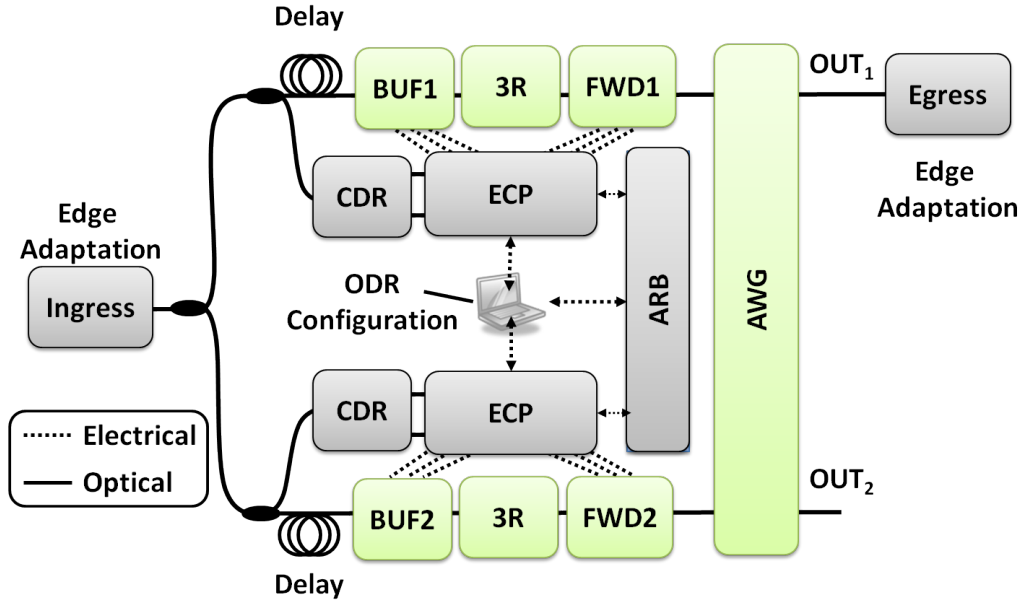 Delay
BUF1
3R
FWD1
OUT1
Egress
Edge
Adaptation
CDR
ECP
Edge
Adaptation
Ingress
ODR
Configuration
ARB
AWG
CDR
ECP
Electrical
Optical
BUF2
3R
FWD2
OUT2
Delay